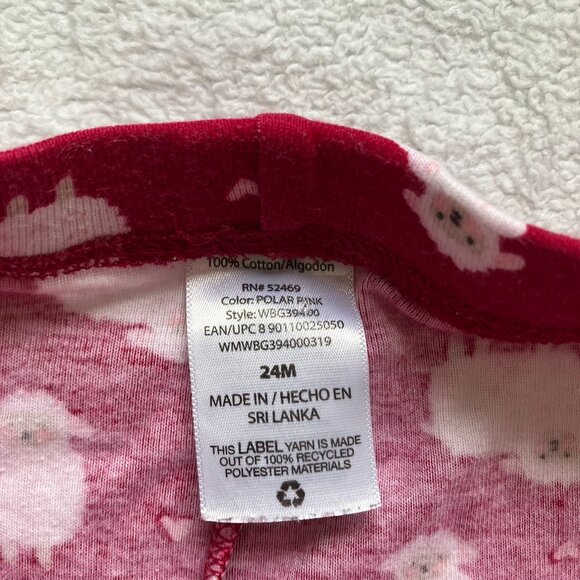 100% Cotton/Algodon
RN# 52469
Color: POLAR PINK
Style: WBG39400
EAN/UPC 8 90110025050
WMWBG394000319
24M
MADE IN / HECHO EN
SRI LANKA
THIS LABEL YARN IS MADE
OUT OF 100% RECYCLED
POLYESTER MATERIALS